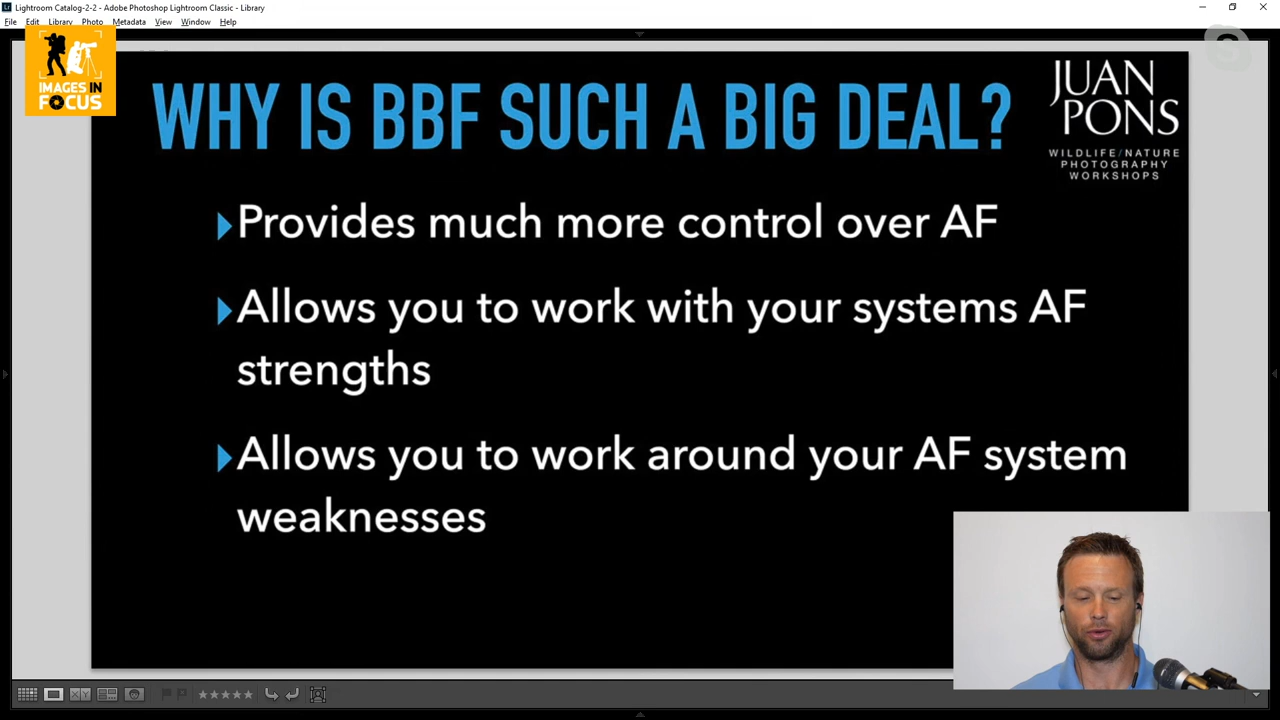 Lightroom Catalog-2-2 - Adobe Photoshop Lightroom Classic - Library
File Edit Library Photo Metadata View Window Help
IMAGES IN
FOCUS
WHY IS BBF SUCH A BIG DEAL?
JUAN
PONS
WILDLIFE/NATURE
PHOTOGRAPHY
WORKSHOPS
Provides much more control over AF
Allows you to work with your systems AF
strengths
Allows you to work around your AF system
weaknesses